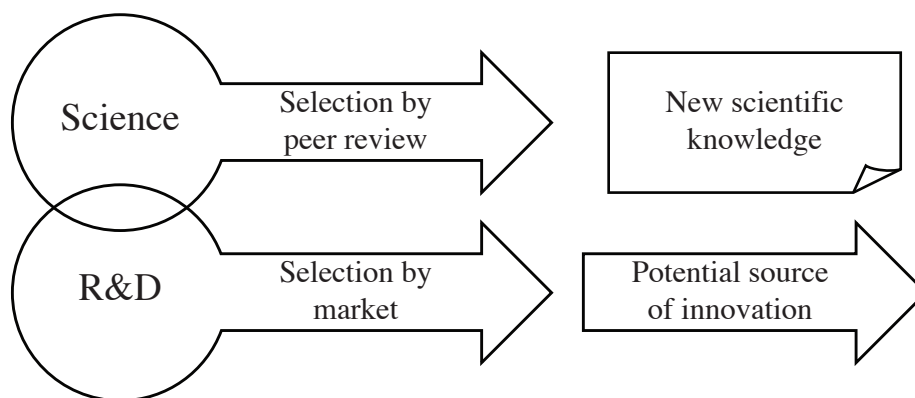 Science
Selection by
peer review
New scientific
knowledge
R&D
Selection by
market
Potential source
of innovation